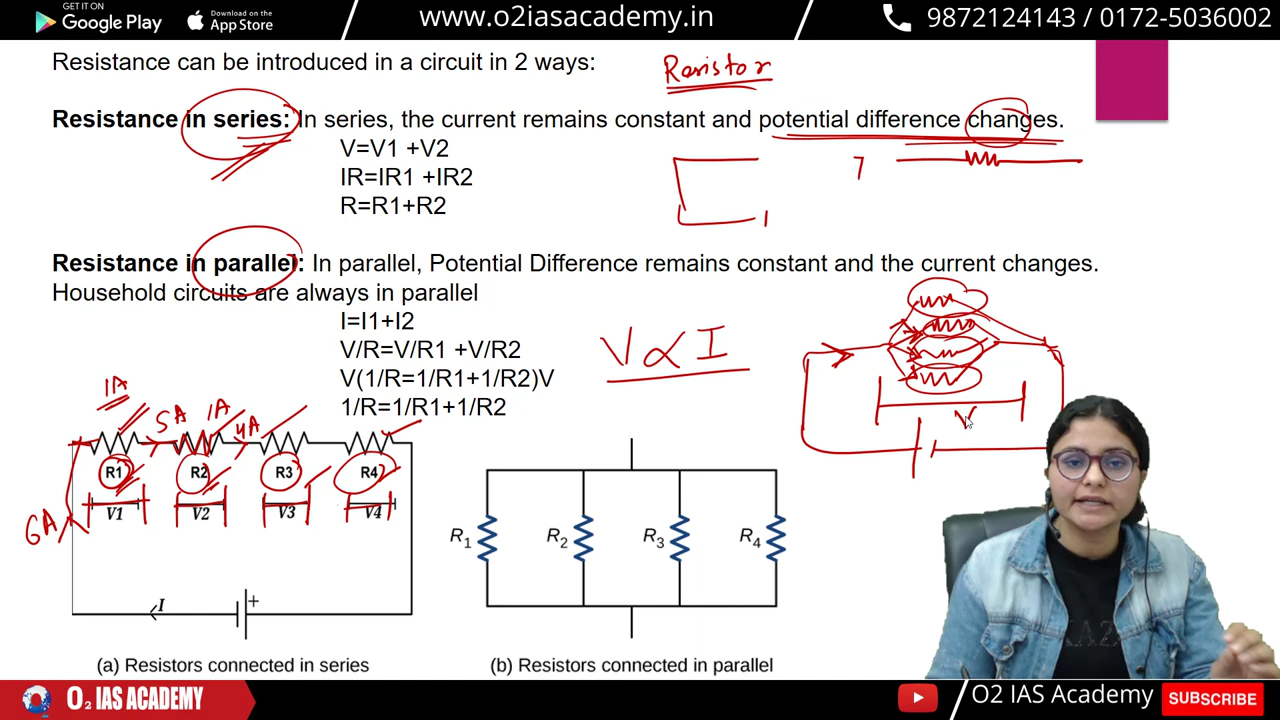 GET IT ON
Google Play
Download on the
App Store
www.o2iasacademy.in
9872124143 / 0172-5036002
Resistance can be introduced in a circuit in 2 ways:
Resistor
Resistance in series: In series, the current remains constant and potential difference changes.
V=V1 +V2
IR=IR1 +IR2
R=R1+R2
Resistance in parallel: In parallel, Potential Difference remains constant and the current changes.
Household circuits are always in parallel
I=I1+I2
V/R=V/R1 +V/R2
V(1/R=1/R1+1/R2)V
1/R=1/R1+1/R2
V ∝ I
V
1A
5A
1A
4A
R1 R2 R3 R4
V1 V2 V3 V4
6A
I
+
R1 R2 R3 R4
(a) Resistors connected in series
(b) Resistors connected in parallel
O2 IAS ACADEMY
O2 IAS Academy
SUBSCRIBE